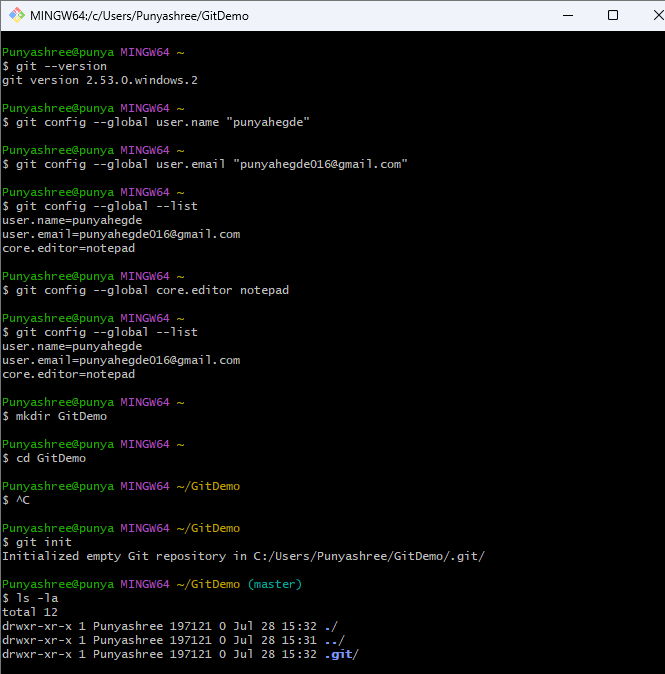 MINGW64:/c/Users/Punyashree/GitDemo
Punyashree@punya MINGW64 ~
$ git --version
git version 2.53.0.windows.2
Punyashree@punya MINGW64 ~
$ git config --global user.name "punyahegde"
Punyashree@punya MINGW64 ~
$ git config --global user.email "punyahegde016@gmail.com"
Punyashree@punya MINGW64 ~
$ git config --global --list
user.name=punyahegde
user.email=punyahegde016@gmail.com
core.editor=notepad
Punyashree@punya MINGW64 ~
$ git config --global core.editor notepad
Punyashree@punya MINGW64 ~
$ git config --global --list
user.name=punyahegde
user.email=punyahegde016@gmail.com
core.editor=notepad
Punyashree@punya MINGW64 ~
$ mkdir GitDemo
Punyashree@punya MINGW64 ~
$ cd GitDemo
Punyashree@punya MINGW64 ~/GitDemo
$ ^C
Punyashree@punya MINGW64 ~/GitDemo
$ git init
Initialized empty Git repository in C:/Users/Punyashree/GitDemo/.git/
Punyashree@punya MINGW64 ~/GitDemo (master)
$ ls -la
total 12
drwxr-xr-x 1 Punyashree 197121 0 Jul 28 15:32 ./
drwxr-xr-x 1 Punyashree 197121 0 Jul 28 15:31 ../
drwxr-xr-x 1 Punyashree 197121 0 Jul 28 15:32 .git/